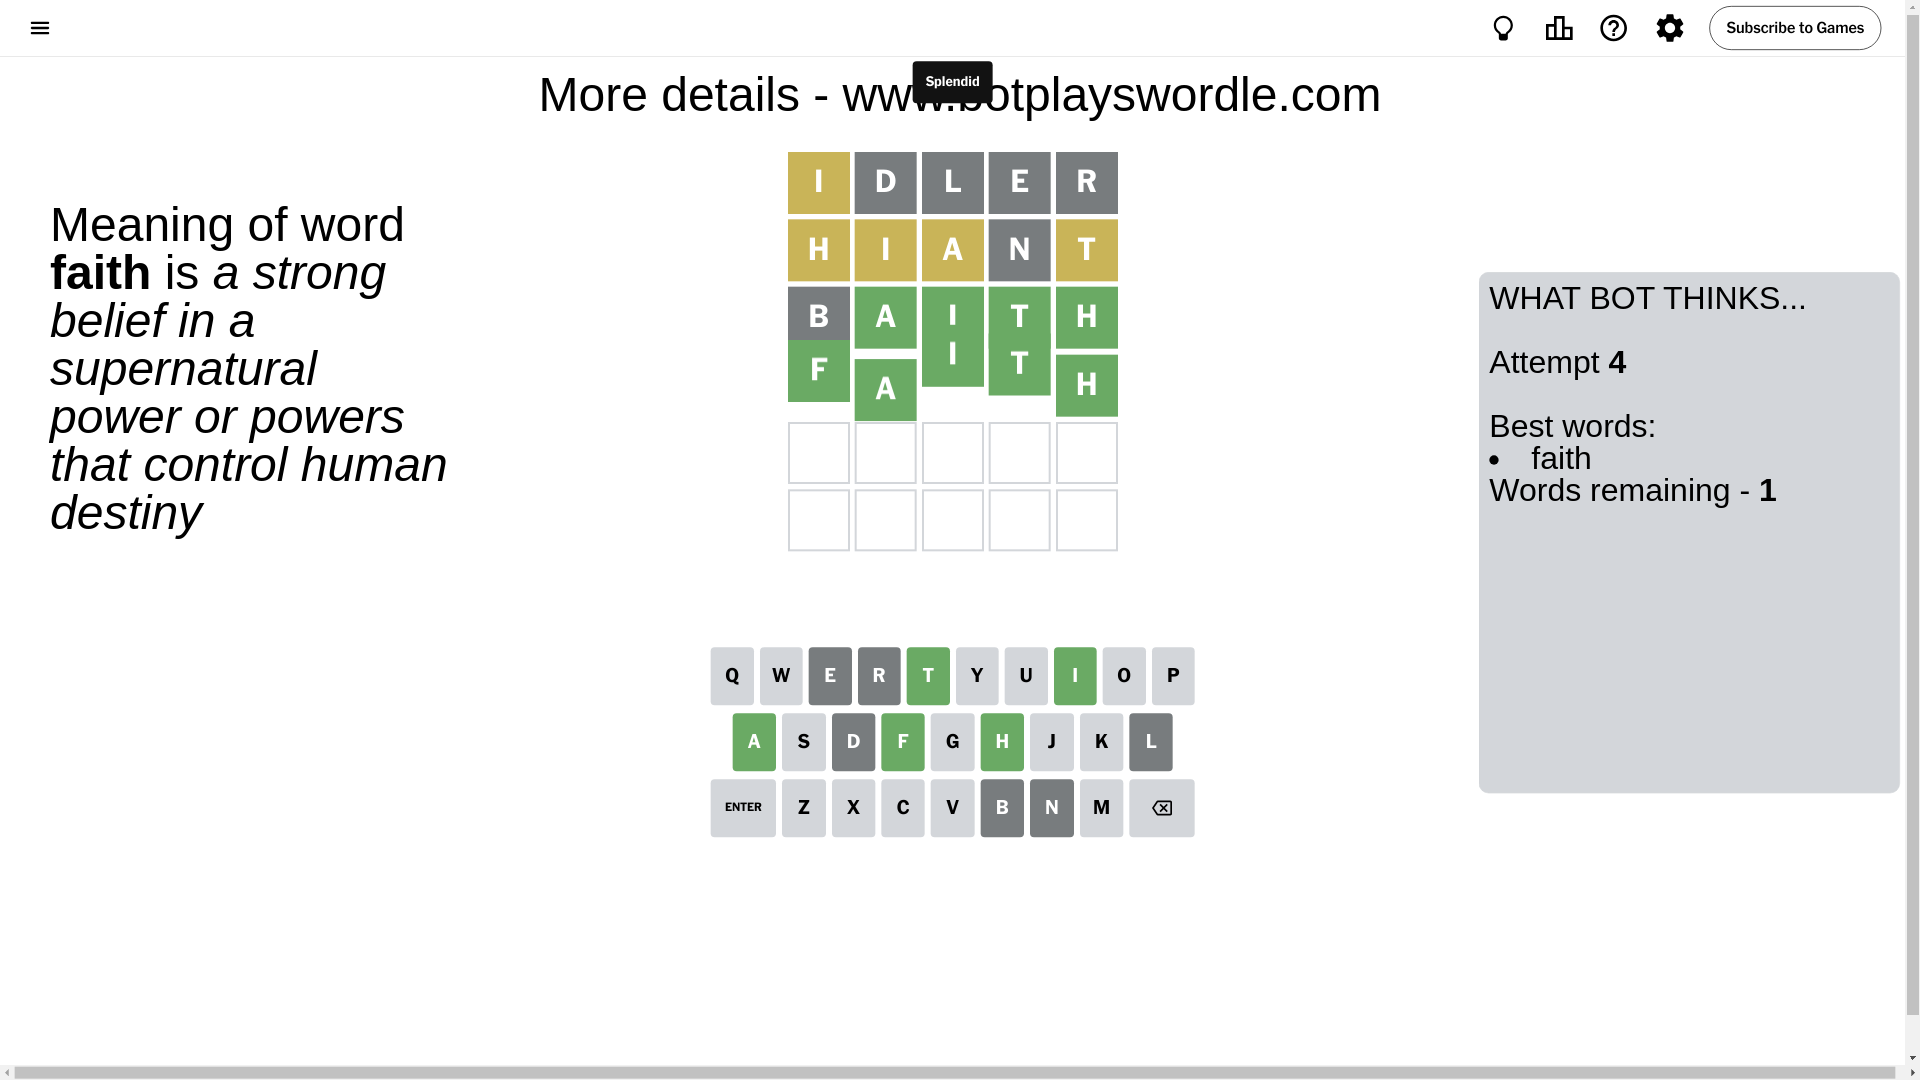 Subscribe to Games
Splendid
More details - www.botplayswordle.com
Meaning of word
faith is a strong
belief in a
supernatural
power or powers
that control human
destiny
I D L E R
H I A N T
B A I T H
F A I T H
WHAT BOT THINKS...
Attempt 4
Best words:
• faith
Words remaining - 1
Q W E R T Y U I O P
A S D F G H J K L
ENTER Z X C V B N M